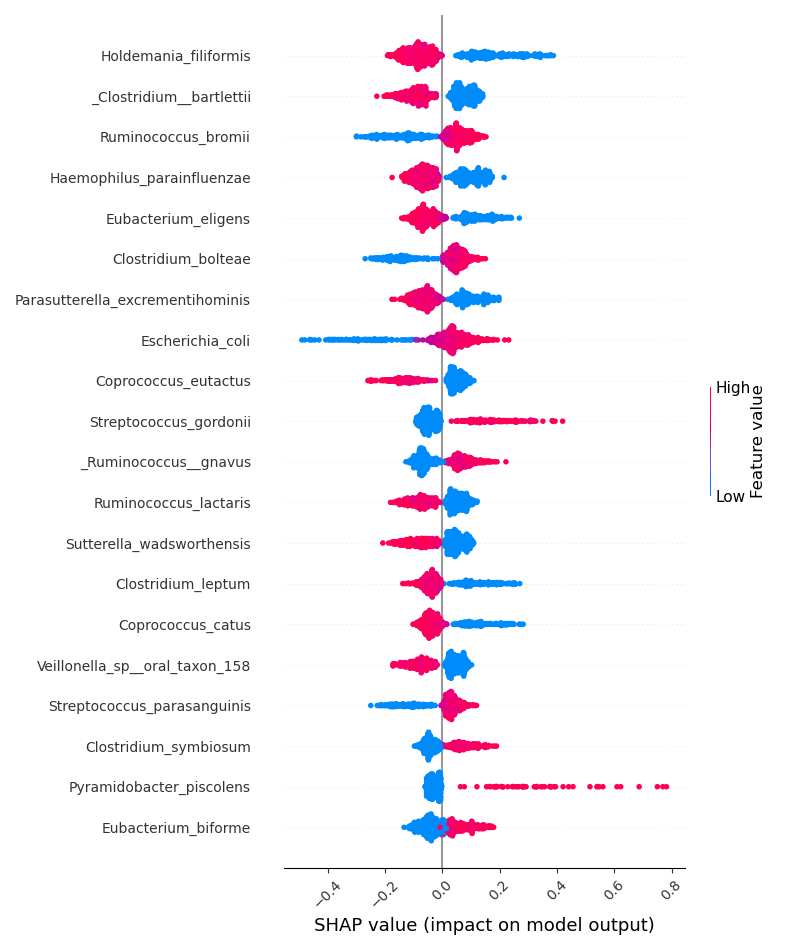 Holdemania_filiformis
_Clostridium__bartlettii
Ruminococcus_bromii
Haemophilus_parainfluenzae
Eubacterium_eligens
Clostridium_bolteae
Parasutterella_excrementihominis
Escherichia_coli
Coprococcus_eutactus
Streptococcus_gordonii
_Ruminococcus__gnavus
Ruminococcus_lactaris
Sutterella_wadsworthensis
Clostridium_leptum
Coprococcus_catus
Veillonella_sp__oral_taxon_158
Streptococcus_parasanguinis
Clostridium_symbiosum
Pyramidobacter_piscolens
Eubacterium_biforme
−0.4 −0.2 0.0 0.2 0.4 0.6 0.8
SHAP value (impact on model output)
High
Low
Feature value